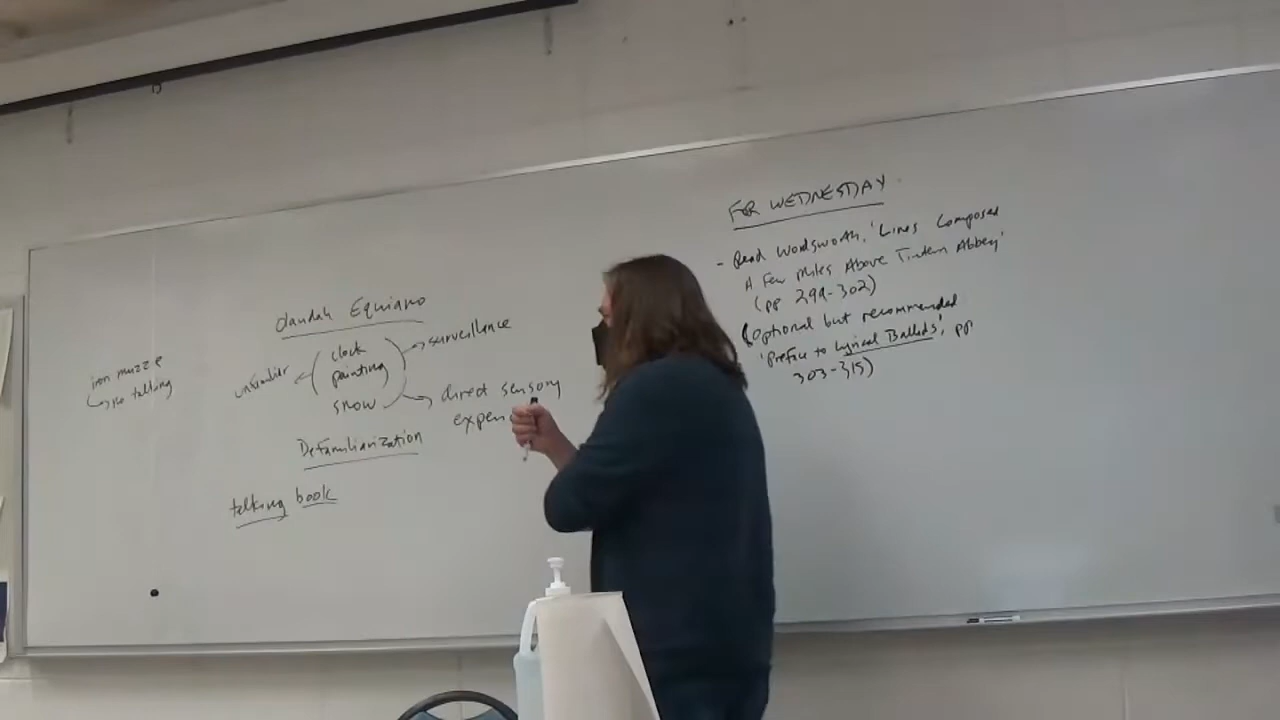 Olaudah Equiano
iron muzzle
no talking
unfamiliar
clock
painting
snow
surveillance
direct sensory
Defamiliarization
talking book
FOR WEDNESDAY
- Read Wordsworth, 'Lines Composed
A Few Miles Above Tintern Abbey'
(pp 299-302)
(Optional but recommended
'Preface to Lyrical Ballads', pp
303-315)